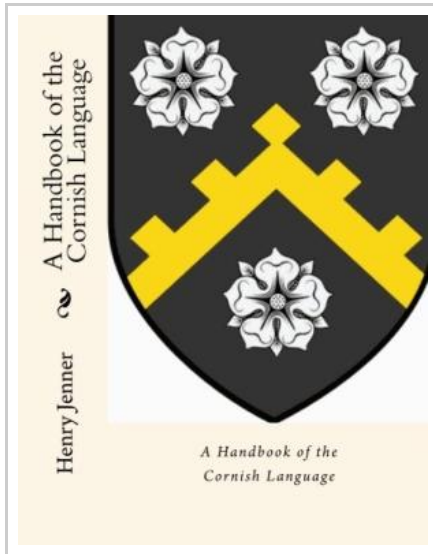 A Handbook of the
Cornish Language
Henry Jenner
A Handbook of the
Cornish Language